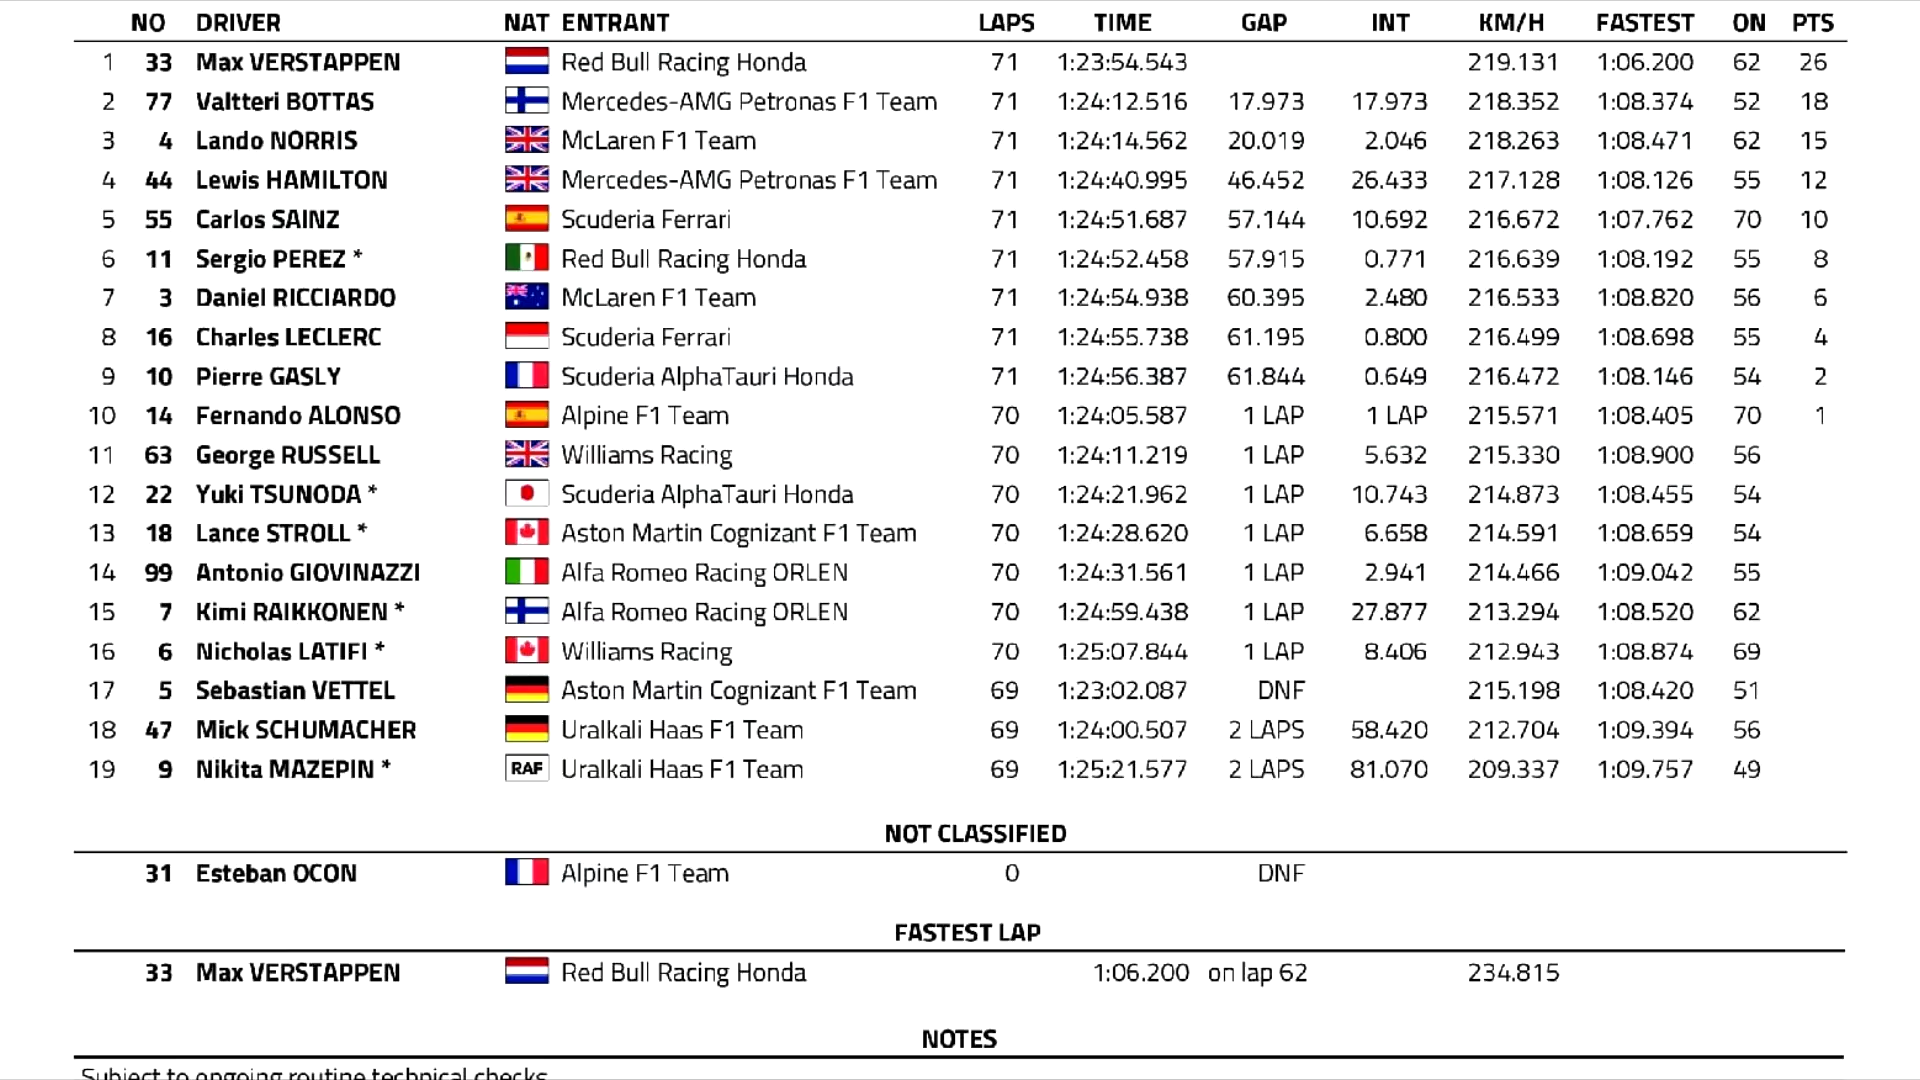 NO DRIVER NAT ENTRANT LAPS TIME GAP INT KM/H FASTEST ON PTS
1 33 Max VERSTAPPEN Red Bull Racing Honda 71 1:23:54.543 219.131 1:06.200 62 26
2 77 Valtteri BOTTAS Mercedes-AMG Petronas F1 Team 71 1:24:12.516 17.973 17.973 218.352 1:08.374 52 18
3 4 Lando NORRIS McLaren F1 Team 71 1:24:14.562 20.019 2.046 218.263 1:08.471 62 15
4 44 Lewis HAMILTON Mercedes-AMG Petronas F1 Team 71 1:24:40.995 46.452 26.433 217.128 1:08.126 55 12
5 55 Carlos SAINZ Scuderia Ferrari 71 1:24:51.687 57.144 10.692 216.672 1:07.762 70 10
6 11 Sergio PEREZ * Red Bull Racing Honda 71 1:24:52.458 57.915 0.771 216.639 1:08.192 55 8
7 3 Daniel RICCIARDO McLaren F1 Team 71 1:24:54.938 60.395 2.480 216.533 1:08.820 56 6
8 16 Charles LECLERC Scuderia Ferrari 71 1:24:55.738 61.195 0.800 216.499 1:08.698 55 4
9 10 Pierre GASLY Scuderia AlphaTauri Honda 71 1:24:56.387 61.844 0.649 216.472 1:08.146 54 2
10 14 Fernando ALONSO Alpine F1 Team 70 1:24:05.587 1 LAP 1 LAP 215.571 1:08.405 70 1
11 63 George RUSSELL Williams Racing 70 1:24:11.219 1 LAP 5.632 215.330 1:08.900 56
12 22 Yuki TSUNODA * Scuderia AlphaTauri Honda 70 1:24:21.962 1 LAP 10.743 214.873 1:08.455 54
13 18 Lance STROLL * Aston Martin Cognizant F1 Team 70 1:24:28.620 1 LAP 6.658 214.591 1:08.659 54
14 99 Antonio GIOVINAZZI Alfa Romeo Racing ORLEN 70 1:24:31.561 1 LAP 2.941 214.466 1:09.042 55
15 7 Kimi RAIKKONEN * Alfa Romeo Racing ORLEN 70 1:24:59.438 1 LAP 27.877 213.294 1:08.520 62
16 6 Nicholas LATIFI * Williams Racing 70 1:25:07.844 1 LAP 8.406 212.943 1:08.874 69
17 5 Sebastian VETTEL Aston Martin Cognizant F1 Team 69 1:23:02.087 DNF 215.198 1:08.420 51
18 47 Mick SCHUMACHER Uralkali Haas F1 Team 69 1:24:00.507 2 LAPS 58.420 212.704 1:09.394 56
19 9 Nikita MAZEPIN * RAF Uralkali Haas F1 Team 69 1:25:21.577 2 LAPS 81.070 209.337 1:09.757 49
NOT CLASSIFIED
31 Esteban OCON Alpine F1 Team 0 DNF
FASTEST LAP
33 Max VERSTAPPEN Red Bull Racing Honda 1:06.200 on lap 62 234.815
NOTES
Subject to ongoing routine technical checks